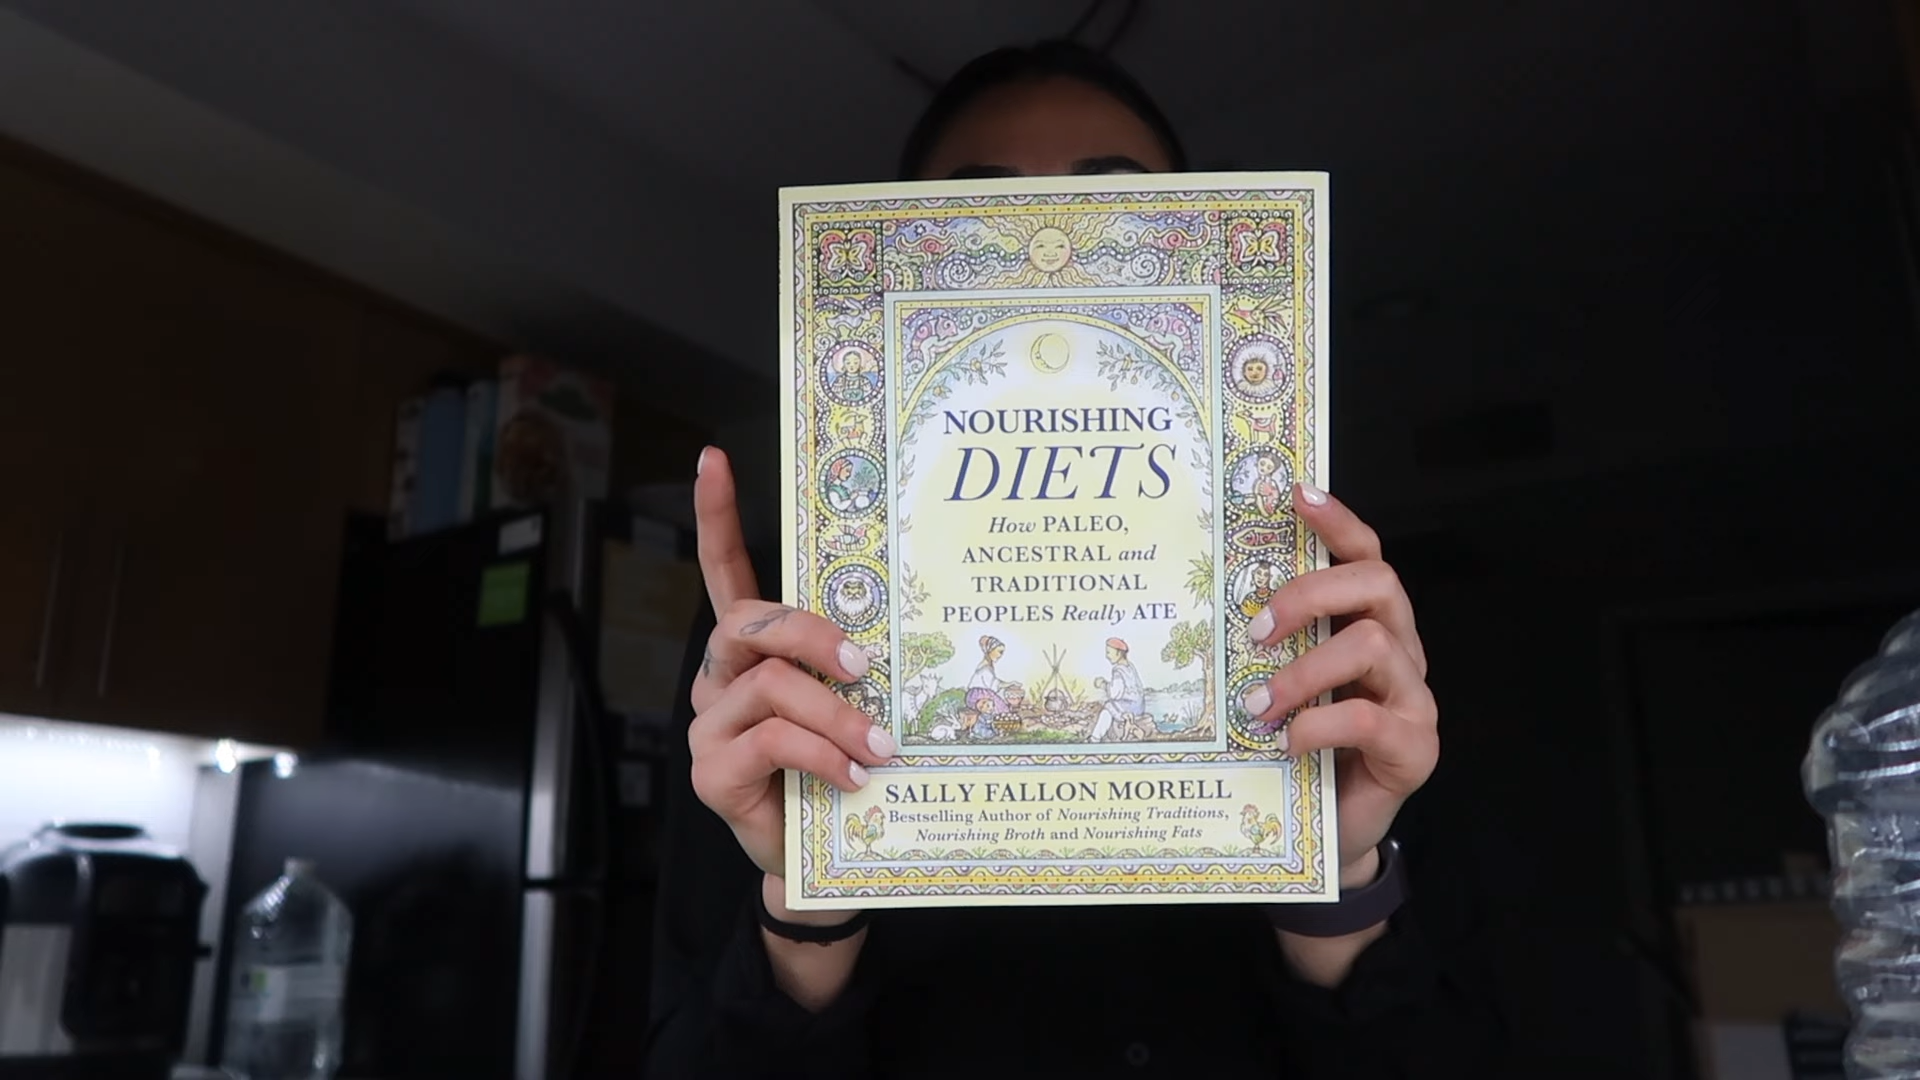 NOURISHING
DIETS
How PALEO,
ANCESTRAL and
TRADITIONAL
PEOPLES Really ATE
SALLY FALLON MORELL
Bestselling Author of Nourishing Traditions,
Nourishing Broth and Nourishing Fats